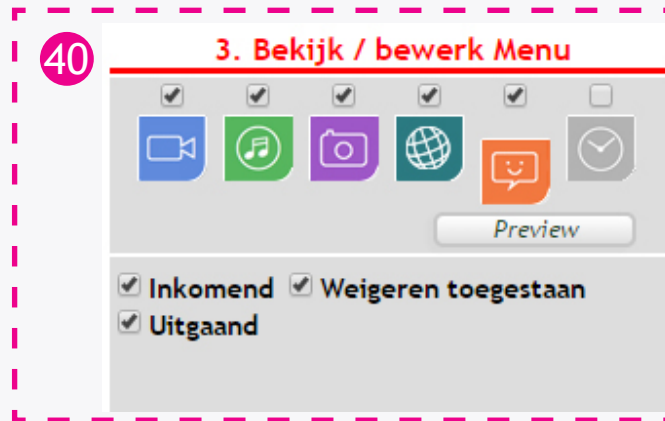 40
3. Bekijk / bewerk Menu
Preview
Inkomend Weigeren toegestaan
Uitgaand